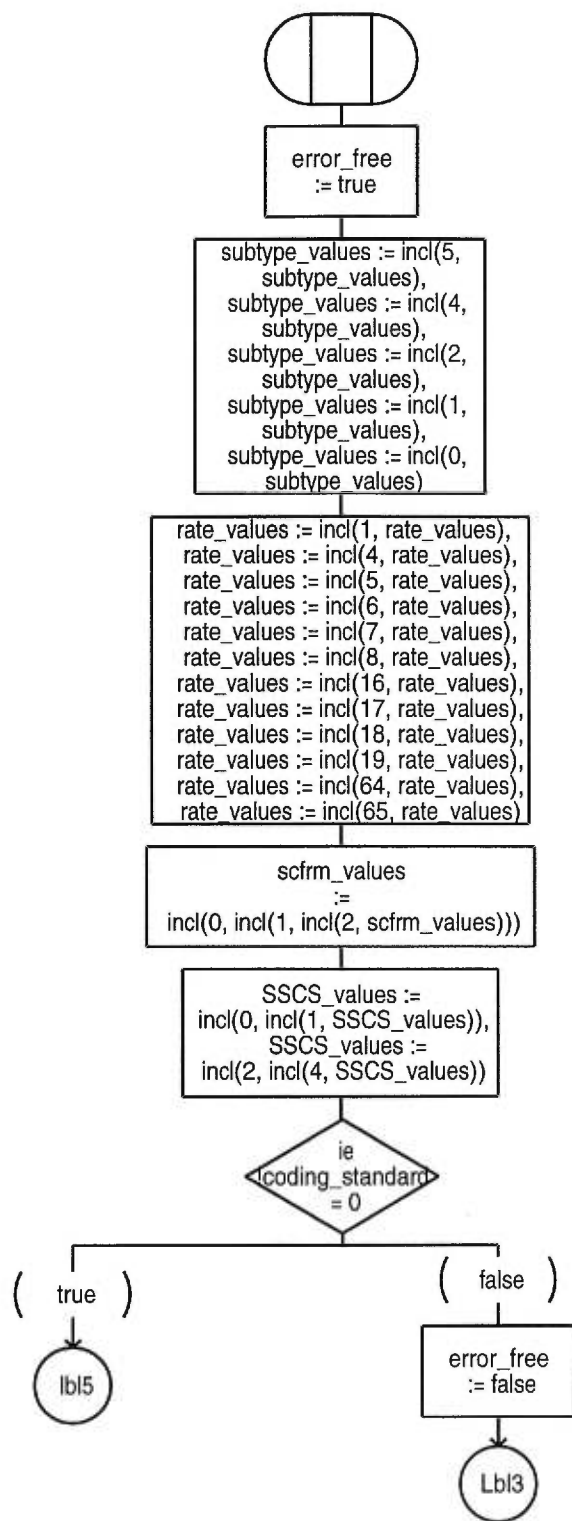 error_free
:= true
subtype_values := incl(5,
subtype_values),
subtype_values := incl(4,
subtype_values),
subtype_values := incl(2,
subtype_values),
subtype_values := incl(1,
subtype_values),
subtype_values := incl(0,
subtype_values)
rate_values := incl(1, rate_values),
rate_values := incl(4, rate_values),
rate_values := incl(5, rate_values),
rate_values := incl(6, rate_values),
rate_values := incl(7, rate_values),
rate_values := incl(8, rate_values),
rate_values := incl(16, rate_values),
rate_values := incl(17, rate_values),
rate_values := incl(18, rate_values),
rate_values := incl(19, rate_values),
rate_values := incl(64, rate_values),
rate_values := incl(65, rate_values)
scfrm_values
:=
incl(0, incl(1, incl(2, scfrm_values)))
SSCS_values :=
incl(0, incl(1, SSCS_values)),
SSCS_values :=
incl(2, incl(4, SSCS_values))
ie
!coding_standard
= 0
( true )
( false )
lbl5
error_free
:= false
Lbl3